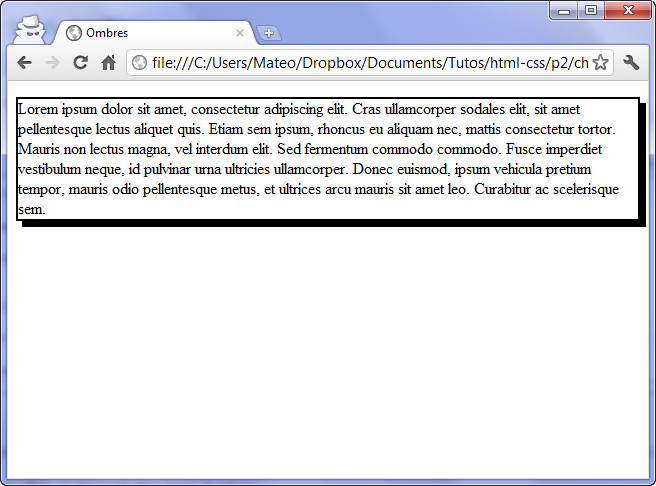 Ombres
file:///C:/Users/Mateo/Dropbox/Documents/Tutos/html-css/p2/ch
Lorem ipsum dolor sit amet, consectetur adipiscing elit. Cras ullamcorper sodales elit, sit amet
pellentesque lectus aliquet quis. Etiam sem ipsum, rhoncus eu aliquam nec, mattis consectetur tortor.
Mauris non lectus magna, vel interdum elit. Sed fermentum commodo commodo. Fusce imperdiet
vestibulum neque, id pulvinar urna ultricies ullamcorper. Donec euismod, ipsum vehicula pretium
tempor, mauris odio pellentesque metus, et ultrices arcu mauris sit amet leo. Curabitur ac scelerisque
sem.